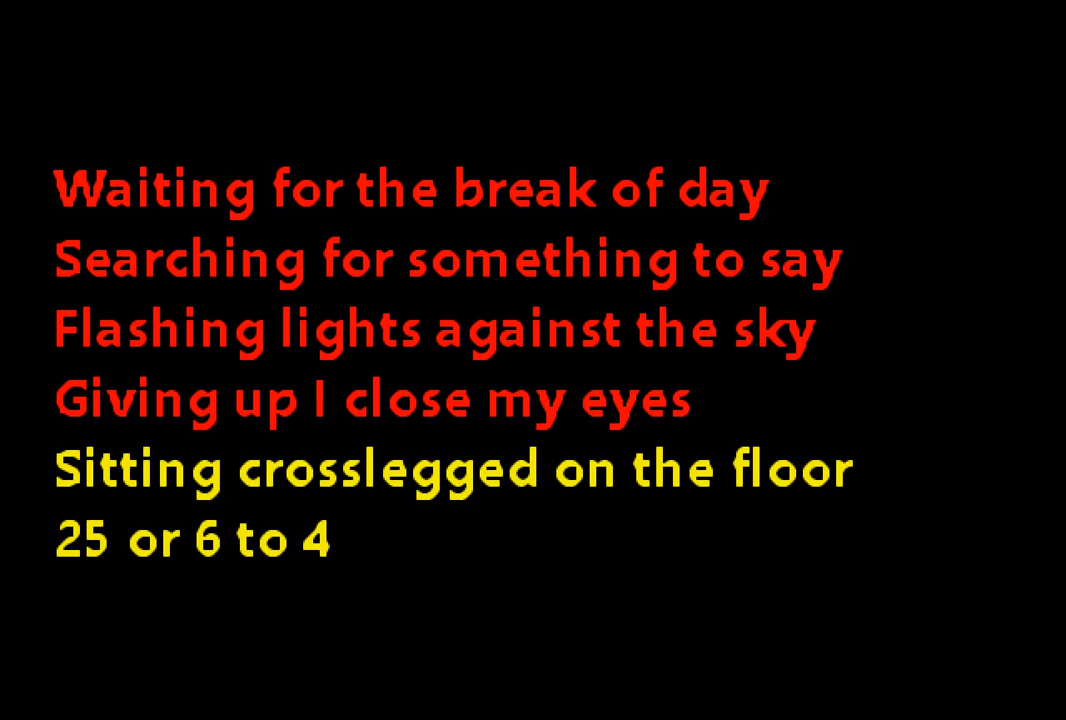 Waiting for the break of day
Searching for something to say
Flashing lights against the sky
Giving up I close my eyes
Sitting crosslegged on the floor
25 or 6 to 4